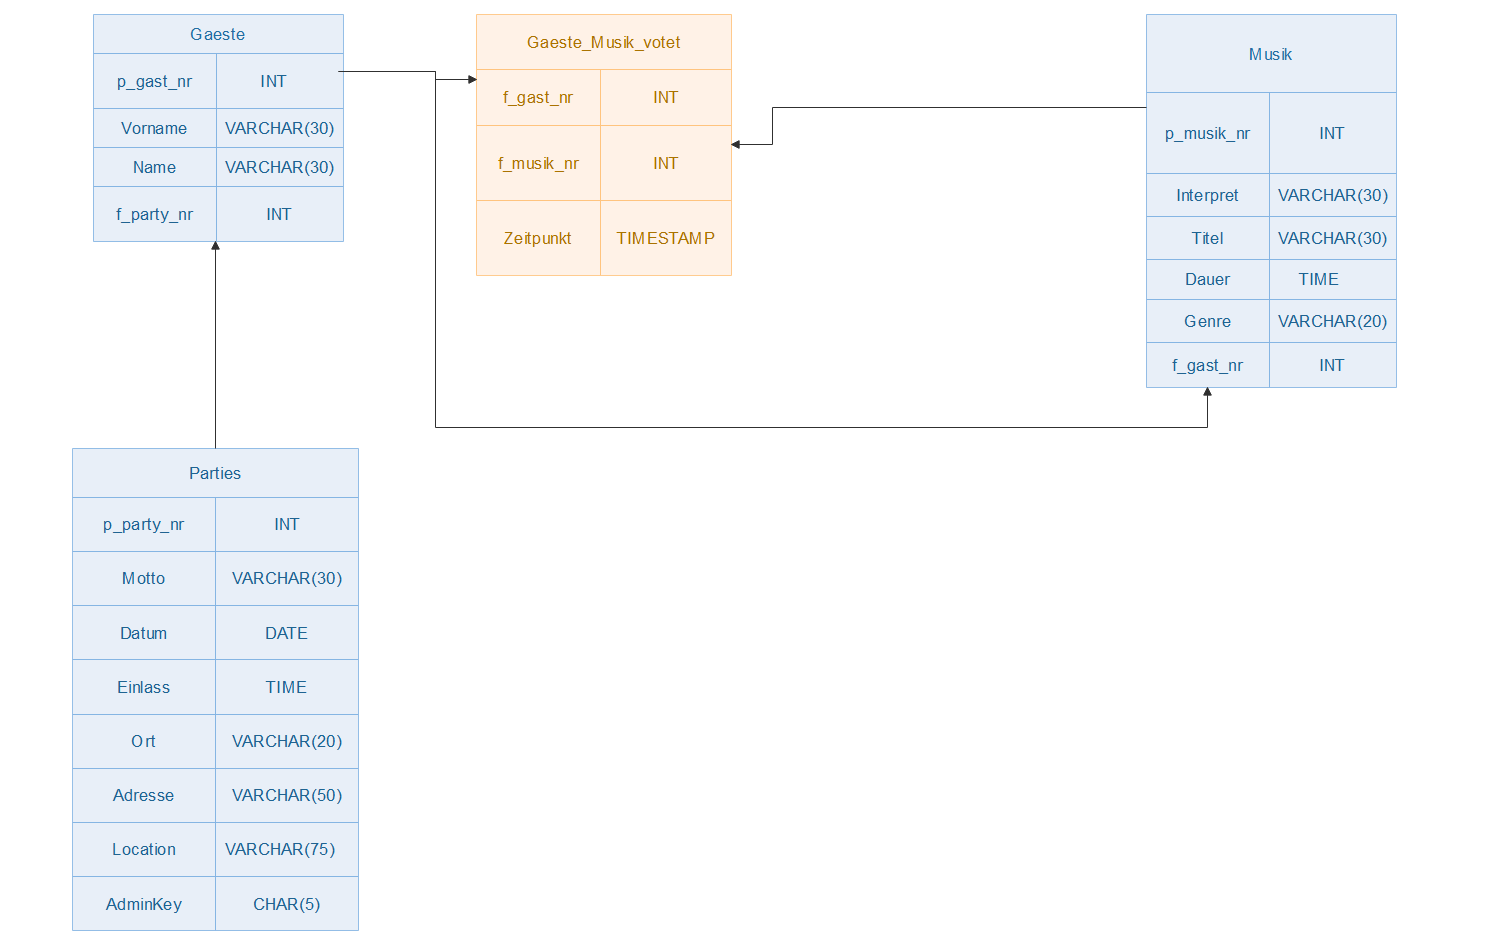 Gaeste
p_gast_nr INT
Vorname VARCHAR(30)
Name VARCHAR(30)
f_party_nr INT
Gaeste_Musik_votet
f_gast_nr INT
f_musik_nr INT
Zeitpunkt TIMESTAMP
Musik
p_musik_nr INT
Interpret VARCHAR(30)
Titel VARCHAR(30)
Dauer TIME
Genre VARCHAR(20)
f_gast_nr INT
Parties
p_party_nr INT
Motto VARCHAR(30)
Datum DATE
Einlass TIME
Ort VARCHAR(20)
Adresse VARCHAR(50)
Location VARCHAR(75)
AdminKey CHAR(5)